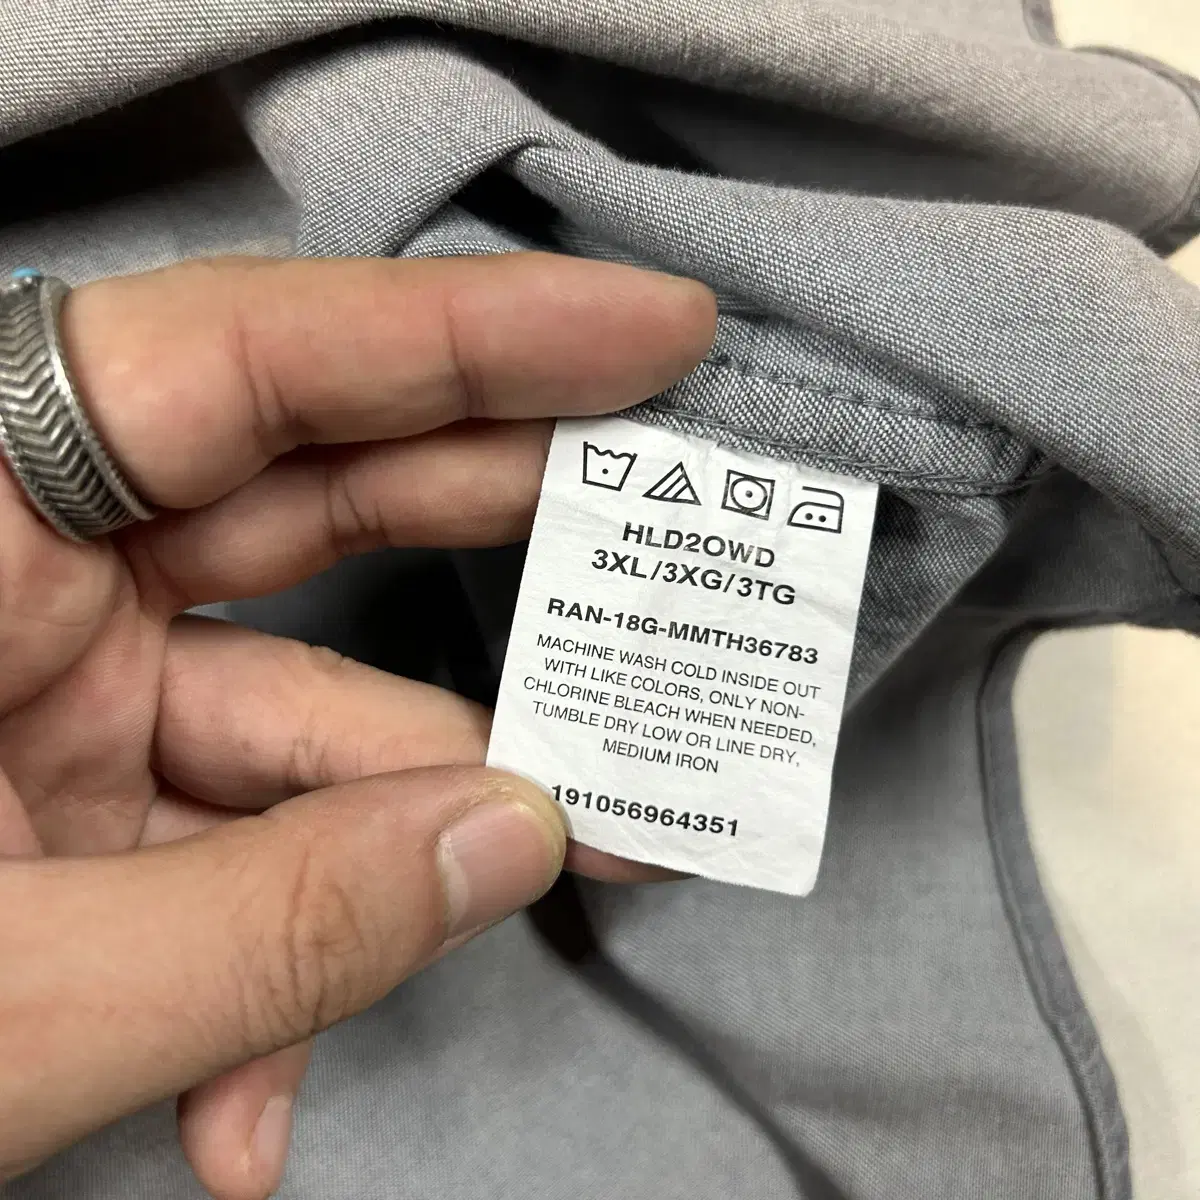 HLD2OWD
3XL/3XG/3TG
RAN-18G-MMTH36783
MACHINE WASH COLD INSIDE OUT
WITH LIKE COLORS, ONLY NON-
CHLORINE BLEACH WHEN NEEDED,
TUMBLE DRY LOW OR LINE DRY,
MEDIUM IRON
191056964351